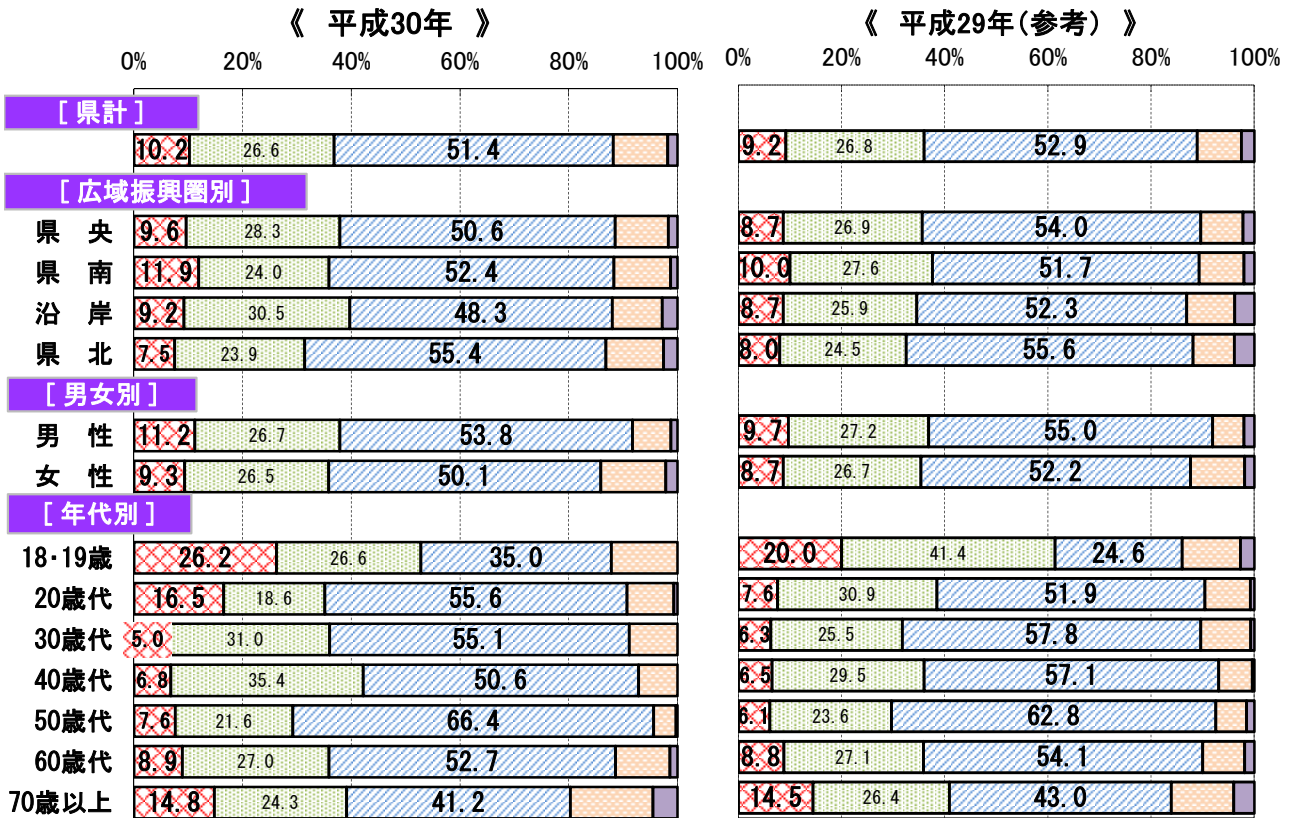 《 平成30年 》
《 平成29年(参考) 》
0% 20% 40% 60% 80% 100%
0% 20% 40% 60% 80% 100%
[ 県計 ]
10.2 26.6 51.4
9.2 26.8 52.9
[ 広域振興圏別 ]
県 央 9.6 28.3 50.6
8.7 26.9 54.0
県 南 11.9 24.0 52.4
10.0 27.6 51.7
沿 岸 9.2 30.5 48.3
8.7 25.9 52.3
県 北 7.5 23.9 55.4
8.0 24.5 55.6
[ 男女別 ]
男 性 11.2 26.7 53.8
9.7 27.2 55.0
女 性 9.3 26.5 50.1
8.7 26.7 52.2
[ 年代別 ]
18・19歳 26.2 26.6 35.0
20.0 41.4 24.6
20歳代 16.5 18.6 55.6
7.6 30.9 51.9
30歳代 5.0 31.0 55.1
6.3 25.5 57.8
40歳代 6.8 35.4 50.6
6.5 29.5 57.1
50歳代 7.6 21.6 66.4
6.1 23.6 62.8
60歳代 8.9 27.0 52.7
8.8 27.1 54.1
70歳以上 14.8 24.3 41.2
14.5 26.4 43.0